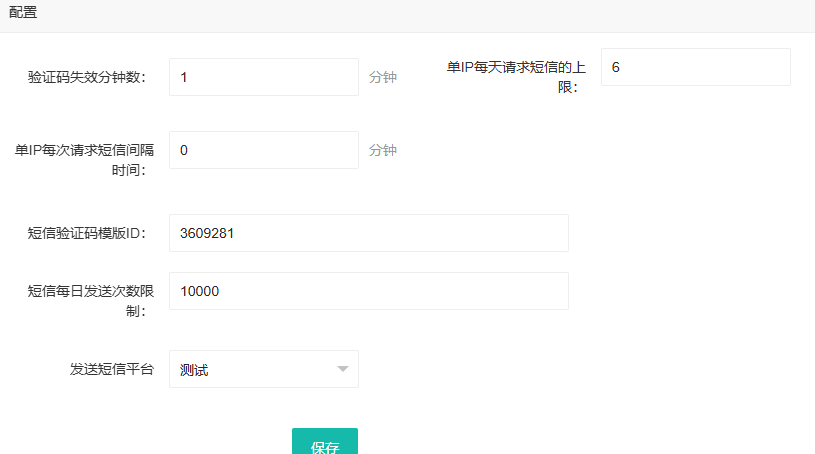 配置
验证码失效分钟数：
1
分钟
单IP每天请求短信的上
限：
6
单IP每次请求短信间隔
时间：
0
分钟
短信验证码模版ID：
3609281
短信每日发送次数限
制：
10000
发送短信平台
测试
保存